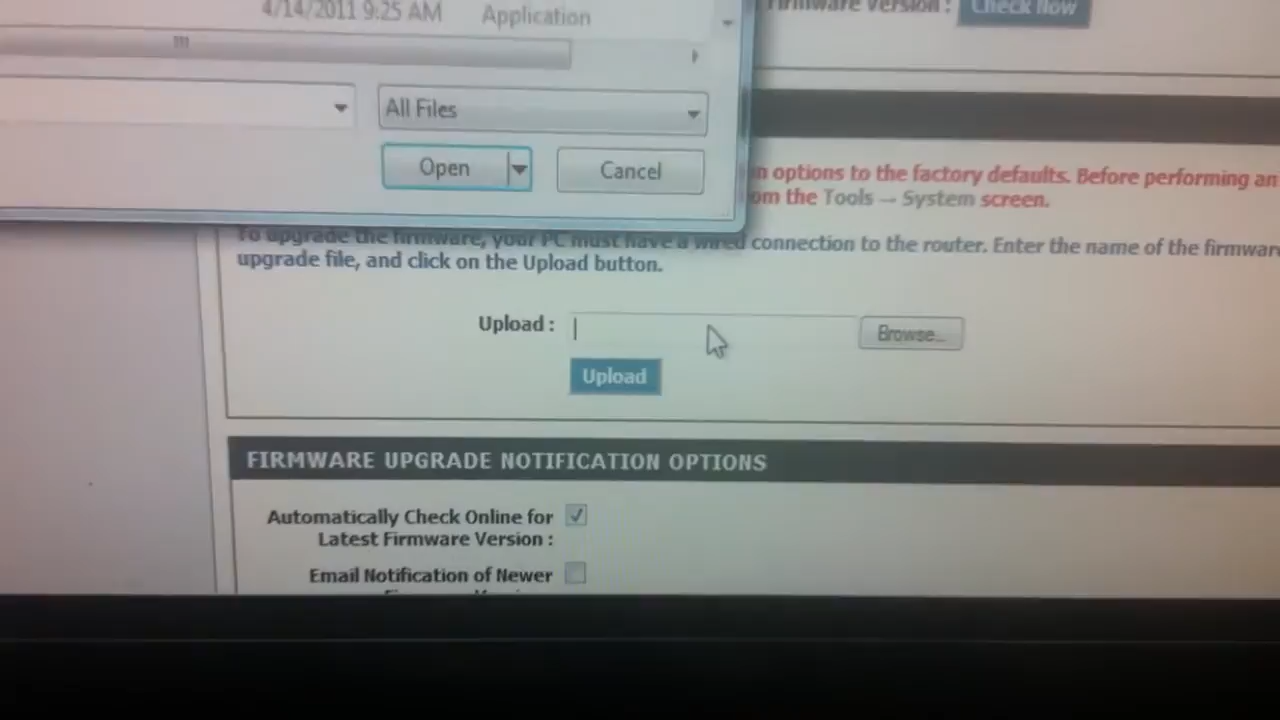 4/14/2011 9:25 AM Application
Firmware Version : Check Now
All Files
Open Cancel
n options to the factory defaults. Before performing an
om the Tools -- System screen.
To upgrade the firmware, your PC must have a wired connection to the router. Enter the name of the firmware
upgrade file, and click on the Upload button.
Upload : Browse...
Upload
FIRMWARE UPGRADE NOTIFICATION OPTIONS
Automatically Check Online for
Latest Firmware Version :
Email Notification of Newer